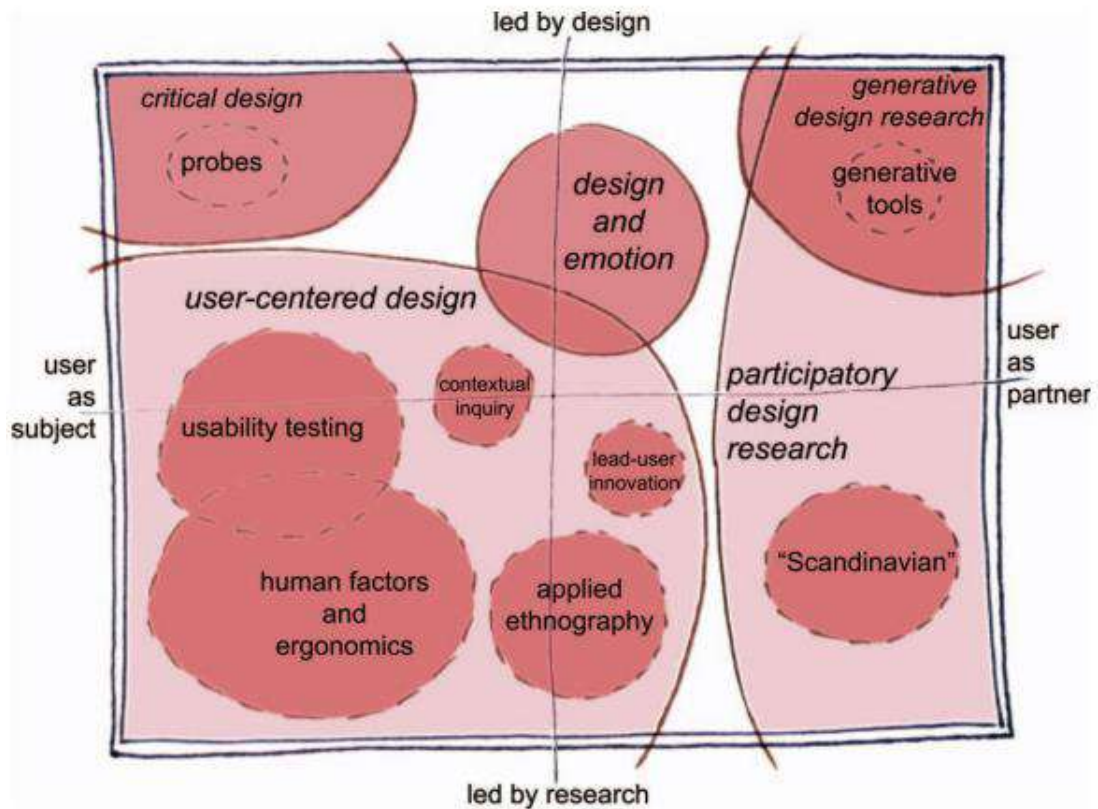 led by design
critical design
probes
generative
design research
generative
tools
design
and
emotion
user-centered design
user
as
subject
user
as
partner
contextual
inquiry
participatory
design
research
usability testing
lead-user
innovation
human factors
and
ergonomics
applied
ethnography
“Scandinavian”
led by research